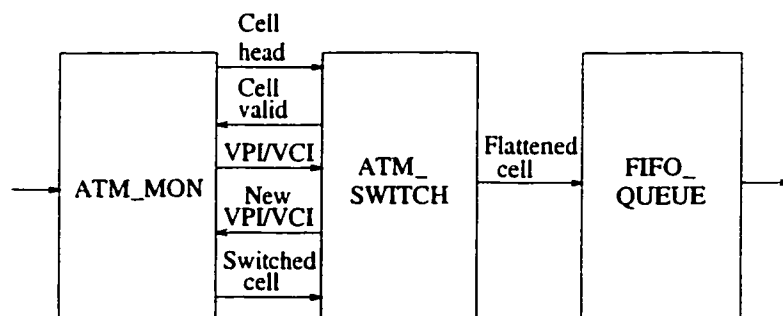 Cell
head
Cell
valid
VPI/VCI
New
VPI/VCI
Switched
cell
ATM_MON
ATM_
SWITCH
Flattened
cell
FIFO_
QUEUE